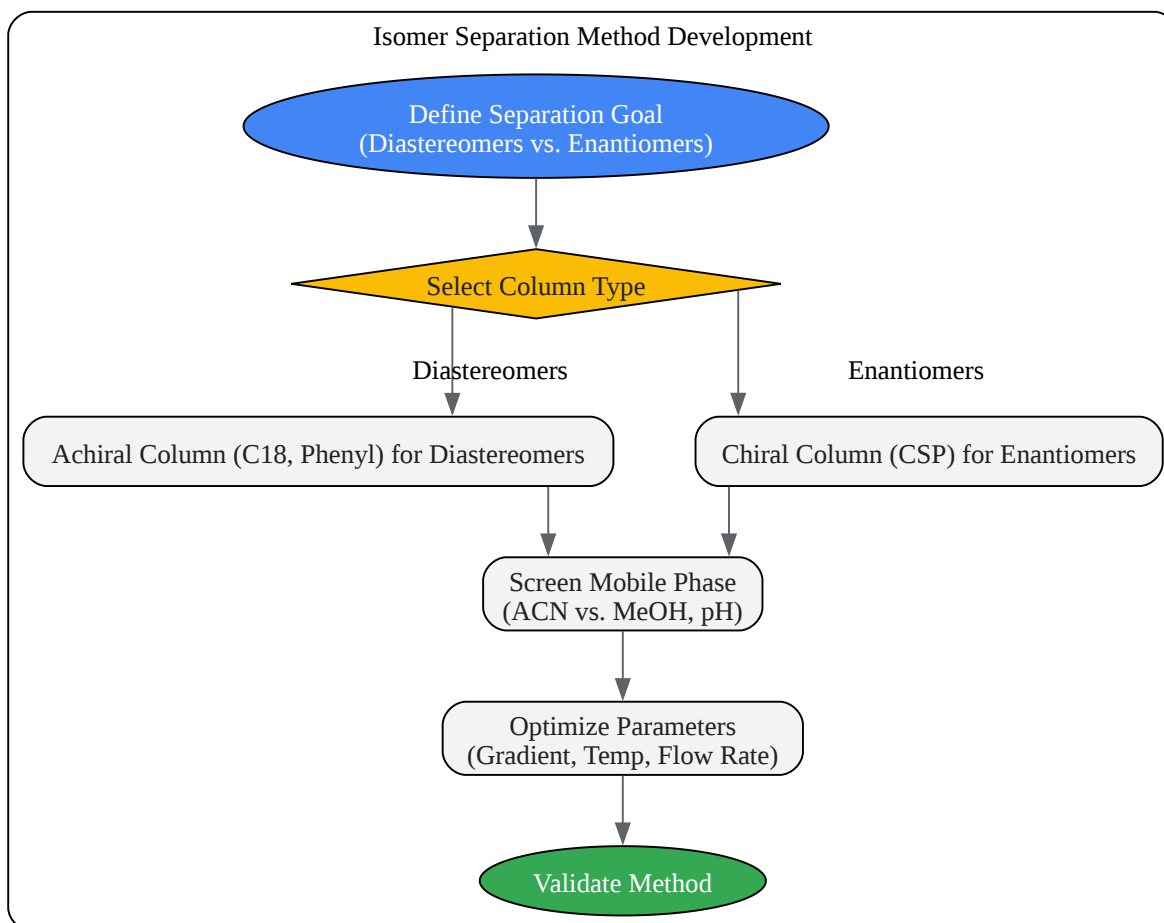 Isomer Separation Method Development
Define Separation Goal
(Diastereomers vs. Enantiomers)
Select Column Type
Diastereomers
Enantiomers
Achiral Column (C18, Phenyl) for Diastereomers
Chiral Column (CSP) for Enantiomers
Screen Mobile Phase
(ACN vs. MeOH, pH)
Optimize Parameters
(Gradient, Temp, Flow Rate)
Validate Method